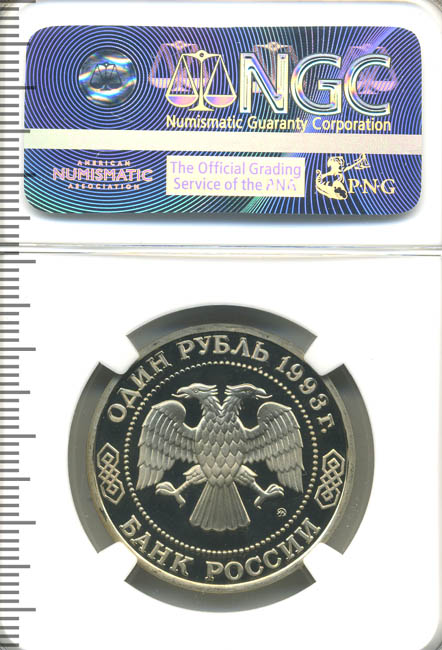 NGC
Numismatic Guaranty Corporation
AMERICAN
NUMISMATIC
ASSOCIATION
The Official Grading
Service of the ANA
PNG
ОДИН РУБЛЬ 1993 г.
БАНК РОССИИ